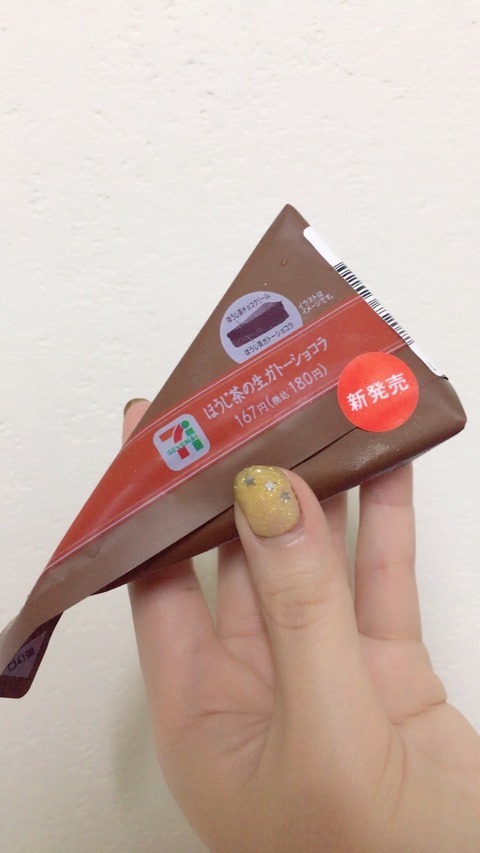 ほうじ茶チョコクリーム
ほうじ茶ガトーショコラ
イラストは
イメージです。
ほうじ茶の生ガトーショコラ
167円(税込 180円)
新発売
7
ELEVEN
開け口